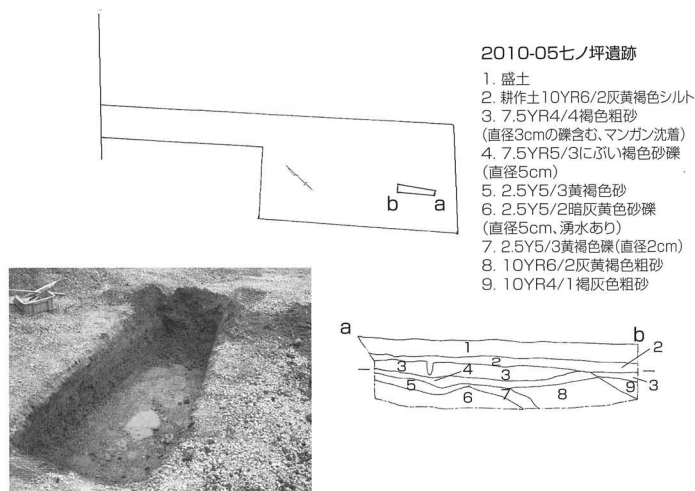 2010-05七ノ坪遺跡
1. 盛土
2. 耕作土10YR6/2灰黄褐色シルト
3. 7.5YR4/4褐色粗砂
(直径3cmの礫含む、マンガン沈着)
4. 7.5YR5/3にぶい褐色砂礫
(直径5cm)
5. 2.5Y5/3黄褐色砂
6. 2.5Y5/2暗灰黄色砂礫
(直径5cm、湧水あり)
7. 2.5Y5/3黄褐色礫(直径2cm)
8. 10YR6/2灰黄褐色粗砂
9. 10YR4/1褐灰色粗砂
b a
a b
1
2
2
3
4
3
3
5
6
7
8
9